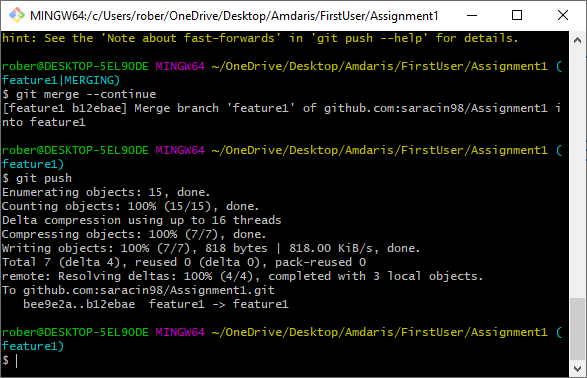 MINGW64:/c/Users/rober/OneDrive/Desktop/Amdaris/FirstUser/Assignment1
hint: See the 'Note about fast-forwards' in 'git push --help' for details.
rober@DESKTOP-5EL9ODE MINGW64 ~/OneDrive/Desktop/Amdaris/FirstUser/Assignment1 (
feature1|MERGING)
$ git merge --continue
[feature1 b12ebae] Merge branch 'feature1' of github.com:saracin98/Assignment1 i
nto feature1
rober@DESKTOP-5EL9ODE MINGW64 ~/OneDrive/Desktop/Amdaris/FirstUser/Assignment1 (
feature1)
$ git push
Enumerating objects: 15, done.
Counting objects: 100% (15/15), done.
Delta compression using up to 16 threads
Compressing objects: 100% (7/7), done.
Writing objects: 100% (7/7), 818 bytes | 818.00 KiB/s, done.
Total 7 (delta 4), reused 0 (delta 0), pack-reused 0
remote: Resolving deltas: 100% (4/4), completed with 3 local objects.
To github.com:saracin98/Assignment1.git
   bee9e2a..b12ebae  feature1 -> feature1
rober@DESKTOP-5EL9ODE MINGW64 ~/OneDrive/Desktop/Amdaris/FirstUser/Assignment1 (
feature1)
$